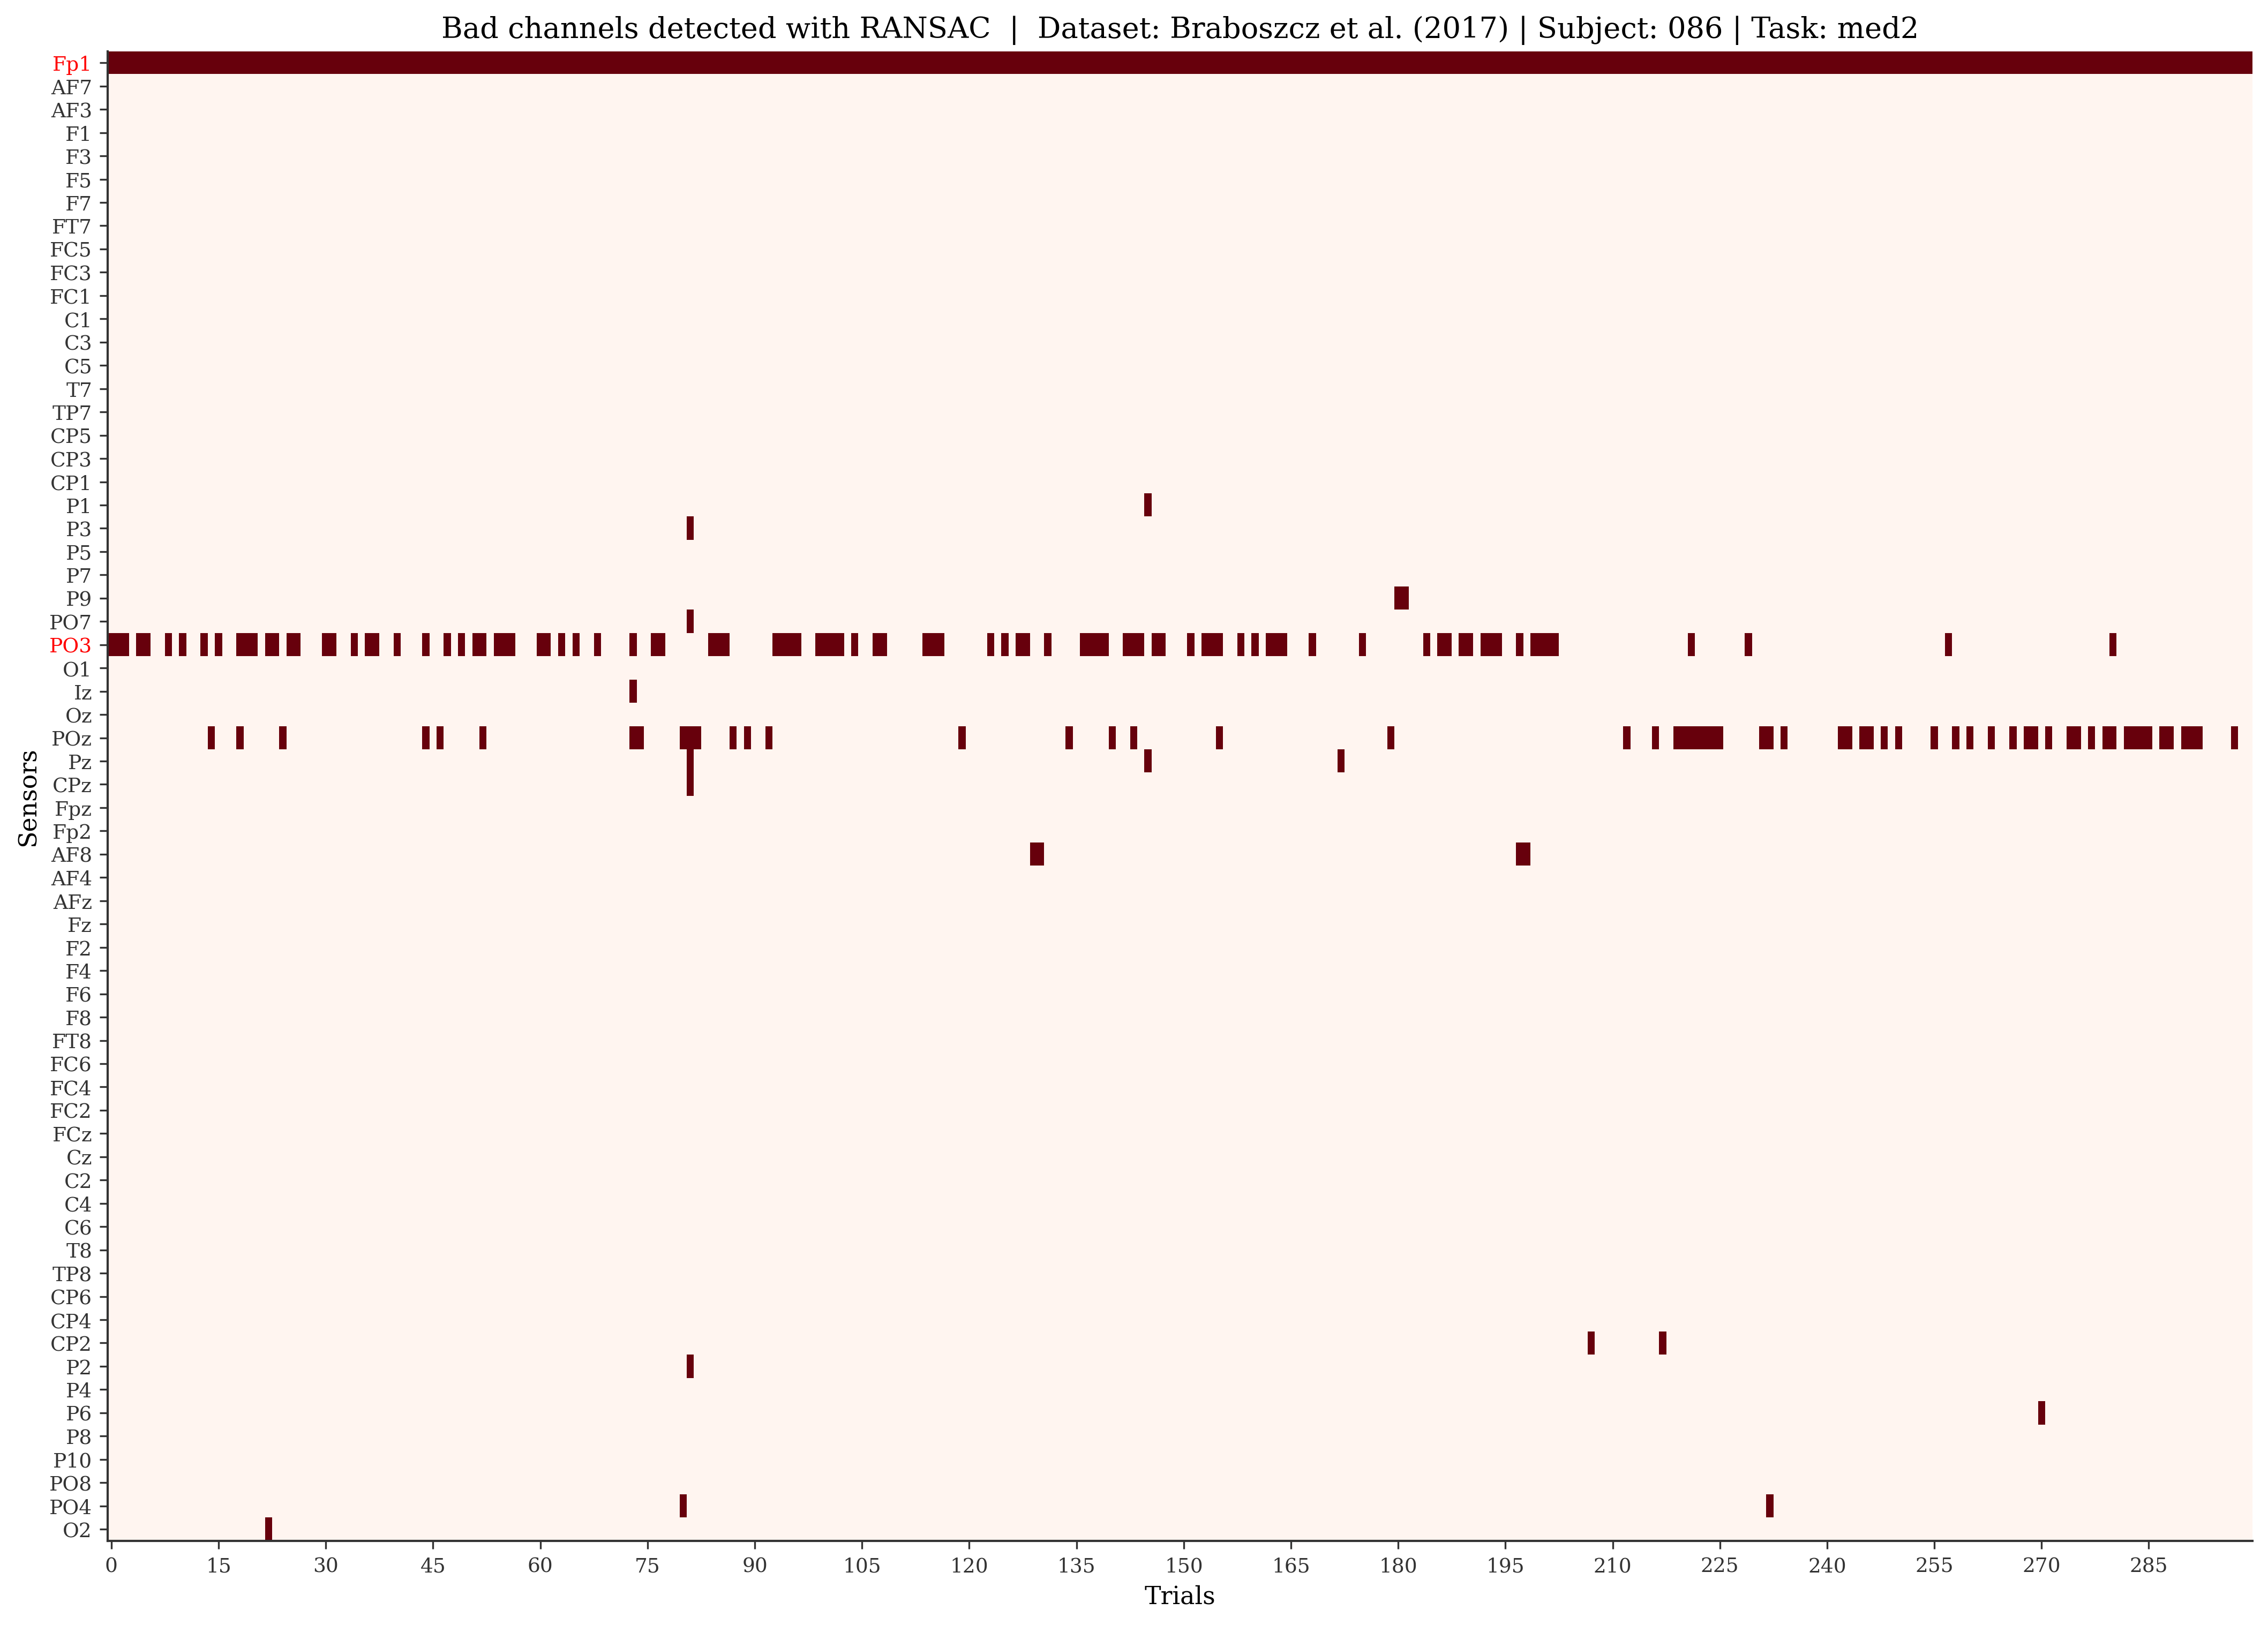 Bad channels detected with RANSAC | Dataset: Braboszcz et al. (2017) | Subject: 086 | Task: med2
Fp1
AF7
AF3
F1
F3
F5
F7
FT7
FC5
FC3
FC1
C1
C3
C5
T7
TP7
CP5
CP3
CP1
P1
P3
P5
P7
P9
PO7
PO3
O1
Iz
Oz
POz
Pz
CPz
Fpz
Fp2
AF8
AF4
AFz
Fz
F2
F4
F6
F8
FT8
FC6
FC4
FC2
FCz
Cz
C2
C4
C6
T8
TP8
CP6
CP4
CP2
P2
P4
P6
P8
P10
PO8
PO4
O2
Sensors
0 15 30 45 60 75 90 105 120 135 150 165 180 195 210 225 240 255 270 285
Trials